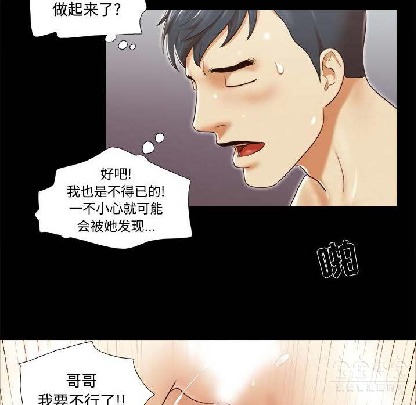 做起来了?
好吧!
我也是不得已的!
一不小心就可能
会被她发现...
啪
哥哥
我要不行了!!